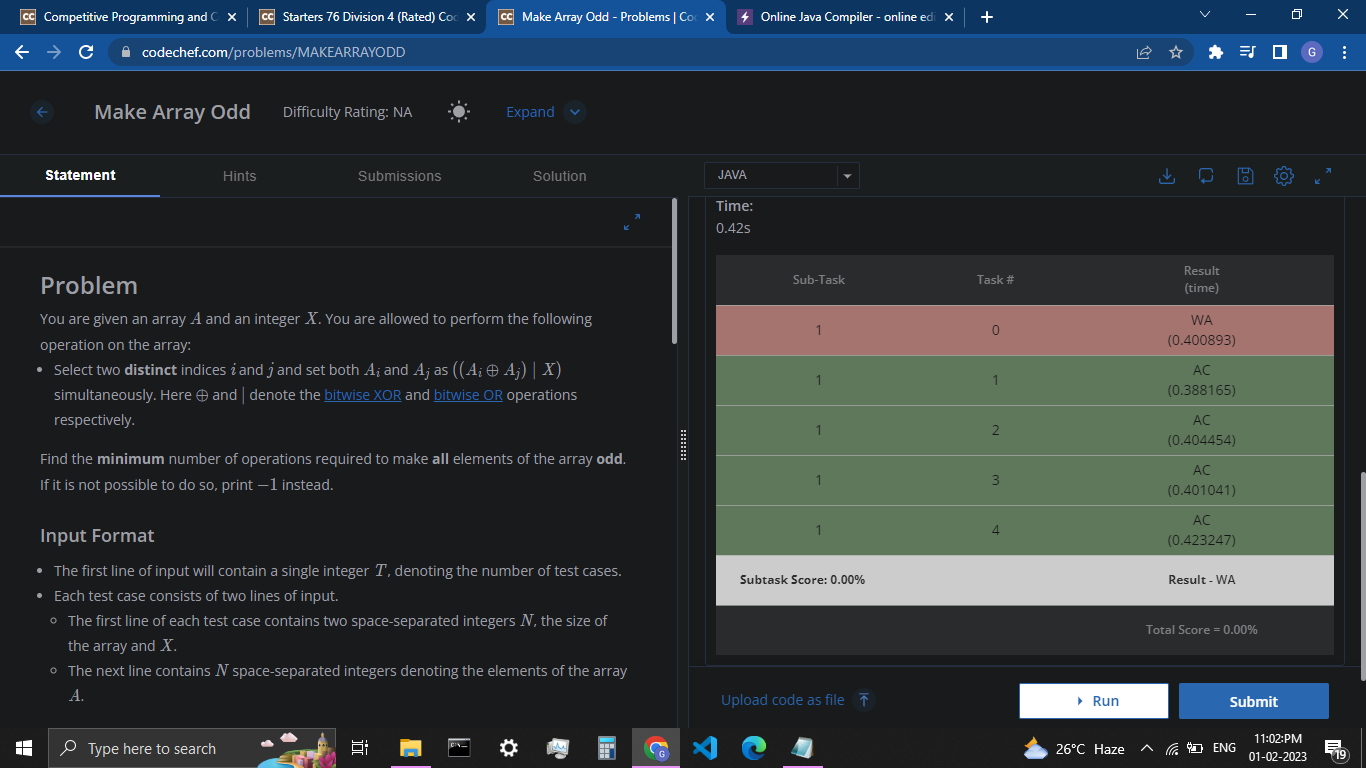 Competitive Programming and C
Starters 76 Division 4 (Rated) Coc
Make Array Odd - Problems | Coc
Online Java Compiler - online edi
codechef.com/problems/MAKEARRAYODD
G
Make Array Odd
Difficulty Rating: NA
Expand
Statement
Hints
Submissions
Solution
Problem
You are given an array A and an integer X. You are allowed to perform the following
operation on the array:
• Select two distinct indices i and j and set both Aᵢ and Aⱼ as ((Aᵢ ⊕ Aⱼ) | X)
simultaneously. Here ⊕ and | denote the bitwise XOR and bitwise OR operations
respectively.
Find the minimum number of operations required to make all elements of the array odd.
If it is not possible to do so, print −1 instead.
Input Format
• The first line of input will contain a single integer T, denoting the number of test cases.
• Each test case consists of two lines of input.
◦ The first line of each test case contains two space-separated integers N, the size of
the array and X.
◦ The next line contains N space-separated integers denoting the elements of the array
A.
JAVA
Time:
0.42s
Sub-Task Task # Result
(time)
1 0 WA
(0.400893)
1 1 AC
(0.388165)
1 2 AC
(0.404454)
1 3 AC
(0.401041)
1 4 AC
(0.423247)
Subtask Score: 0.00% Result - WA
Total Score = 0.00%
Upload code as file
Run
Submit
Type here to search
26°C Haze
ENG
11:02:PM
01-02-2023
19